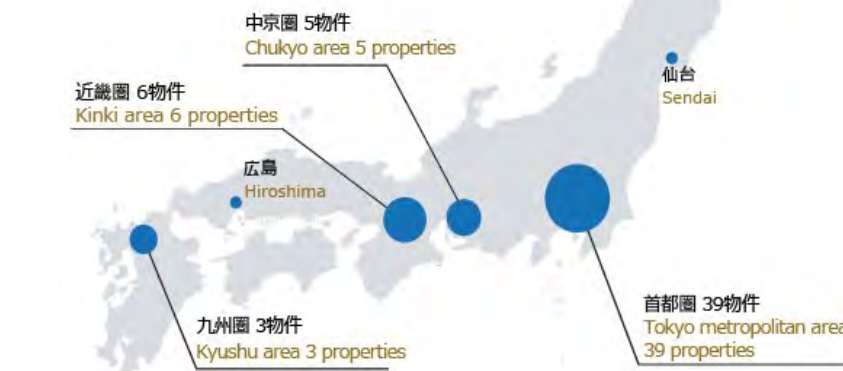 中京圏 5物件
Chukyo area 5 properties
仙台
Sendai
近畿圏 6物件
Kinki area 6 properties
広島
Hiroshima
首都圏 39物件
Tokyo metropolitan area
39 properties
九州圏 3物件
Kyushu area 3 properties